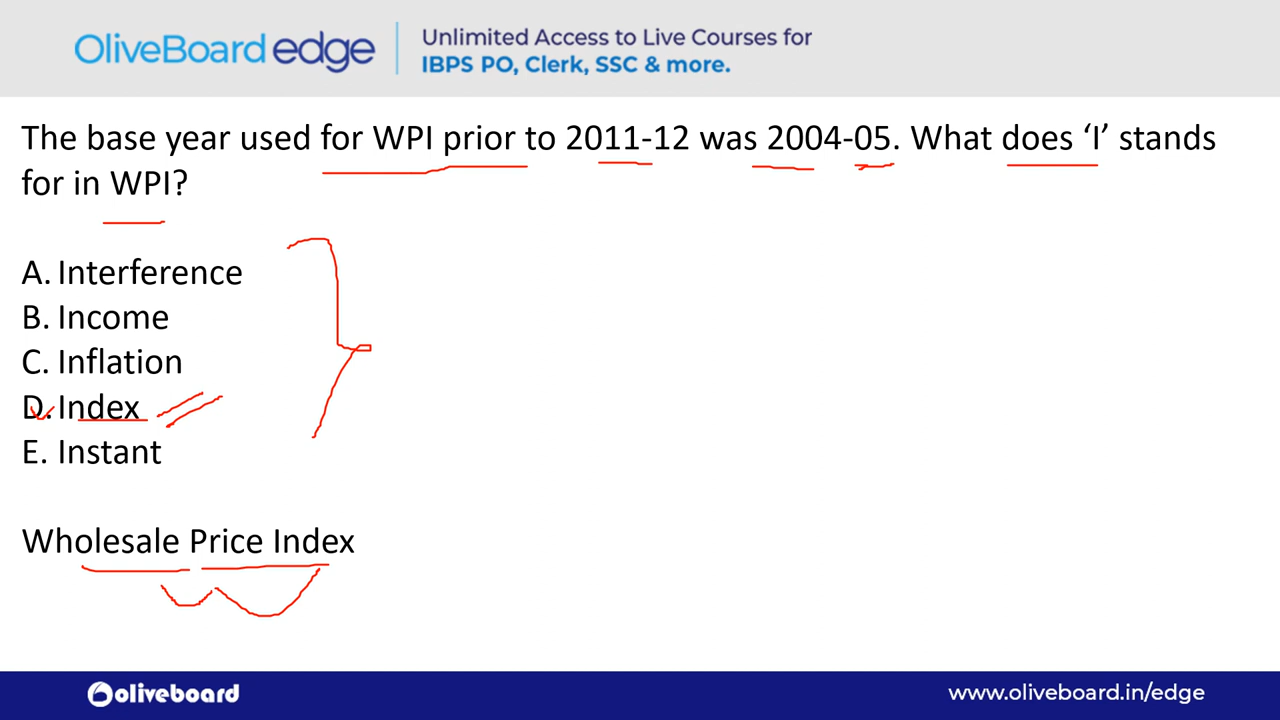 OliveBoard edge
Unlimited Access to Live Courses for
IBPS PO, Clerk, SSC & more.
The base year used for WPI prior to 2011-12 was 2004-05. What does ‘I’ stands
for in WPI?
A. Interference
B. Income
C. Inflation
D. Index
E. Instant
Wholesale Price Index
oliveboard
www.oliveboard.in/edge